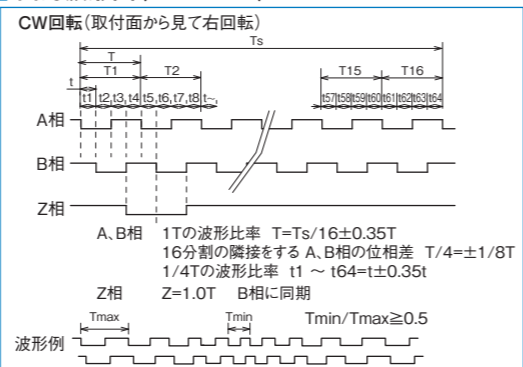 CW回転(取付面から見て右回転)
Ts
T
T1 T2 T15 T16
t
t1 t2 t3 t4 t5 t6 t7 t8 t～ t57 t58 t59 t60 t61 t62 t63 t64
A相
B相
Z相
A、B相 1Tの波形比率 T=Ts/16±0.35T
16分割の隣接をする A、B相の位相差 T/4=±1/8T
1/4Tの波形比率 t1 ～ t64=t±0.35t
Z相 Z=1.0T B相に同期
Tmax Tmin Tmin/Tmax≧0.5
波形例